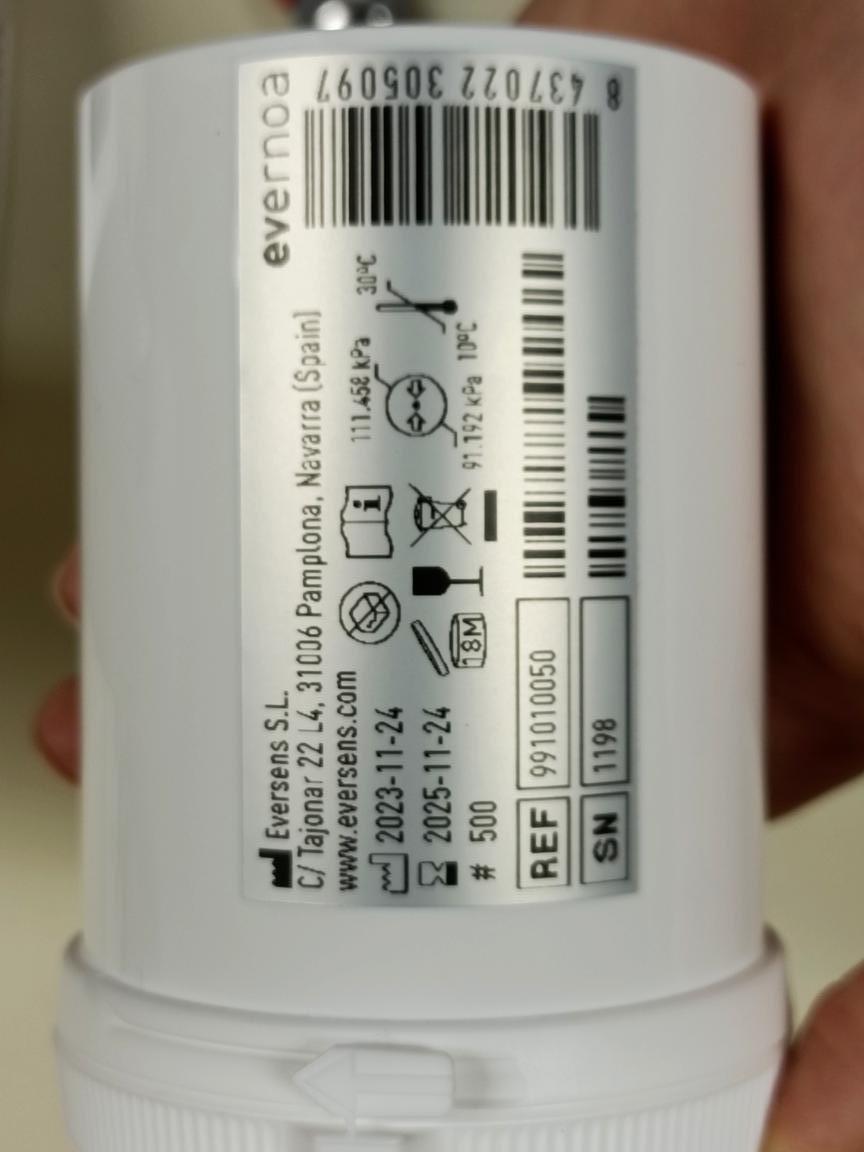 evernoa
Eversens S.L.
C/ Tajonar 22 L4, 31006 Pamplona, Navarra (Spain)
www.eversens.com
2023-11-24
2025-11-24
# 500
18M
111.458 kPa
91.192 kPa
30ºC
10ºC
REF 991010050
SN 1198
8 437022 305097